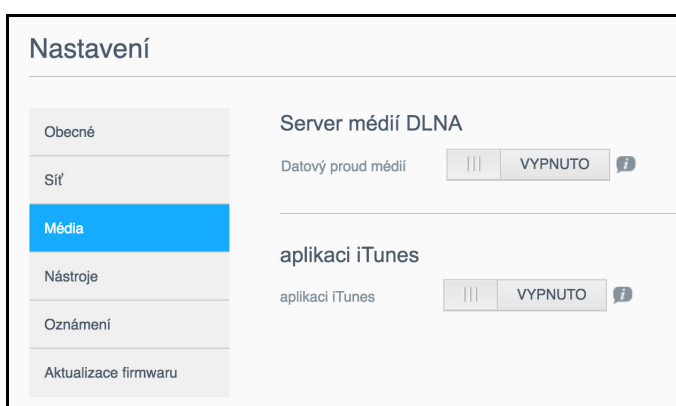 Nastavení
Obecné
Síť
Média
Nástroje
Oznámení
Aktualizace firmwaru
Server médií DLNA
Datový proud médií VYPNUTO
aplikaci iTunes
aplikaci iTunes VYPNUTO